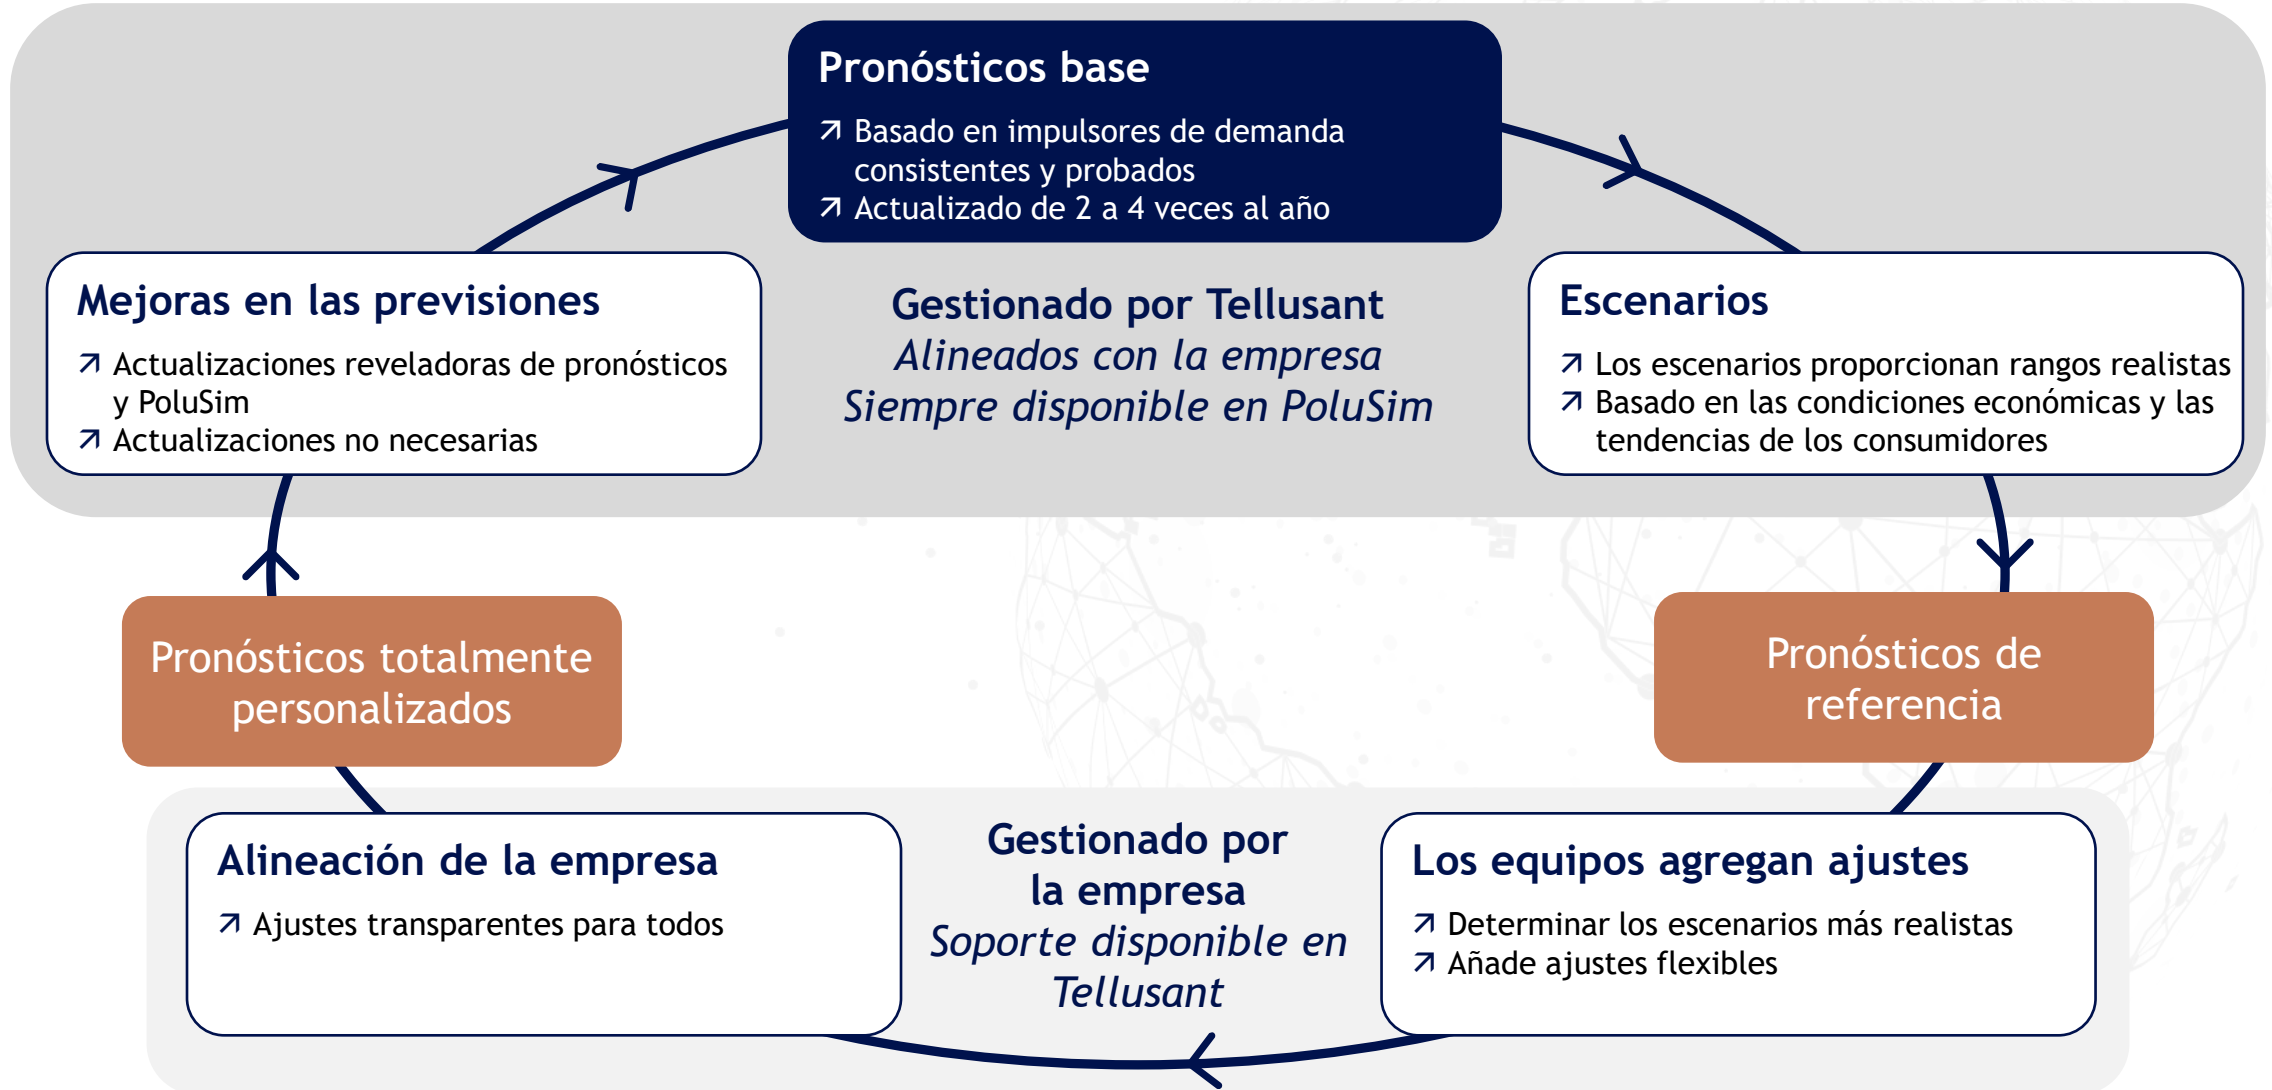 Pronósticos base
Basado en impulsores de demanda
consistentes y probados
Actualizado de 2 a 4 veces al año
Mejoras en las previsiones
Actualizaciones reveladoras de pronósticos
y PoluSim
Actualizaciones no necesarias
Gestionado por Tellusant
Alineados con la empresa
Siempre disponible en PoluSim
Escenarios
Los escenarios proporcionan rangos realistas
Basado en las condiciones económicas y las
tendencias de los consumidores
Pronósticos totalmente
personalizados
Pronósticos de
referencia
Alineación de la empresa
Ajustes transparentes para todos
Gestionado por
la empresa
Soporte disponible en
Tellusant
Los equipos agregan ajustes
Determinar los escenarios más realistas
Añade ajustes flexibles